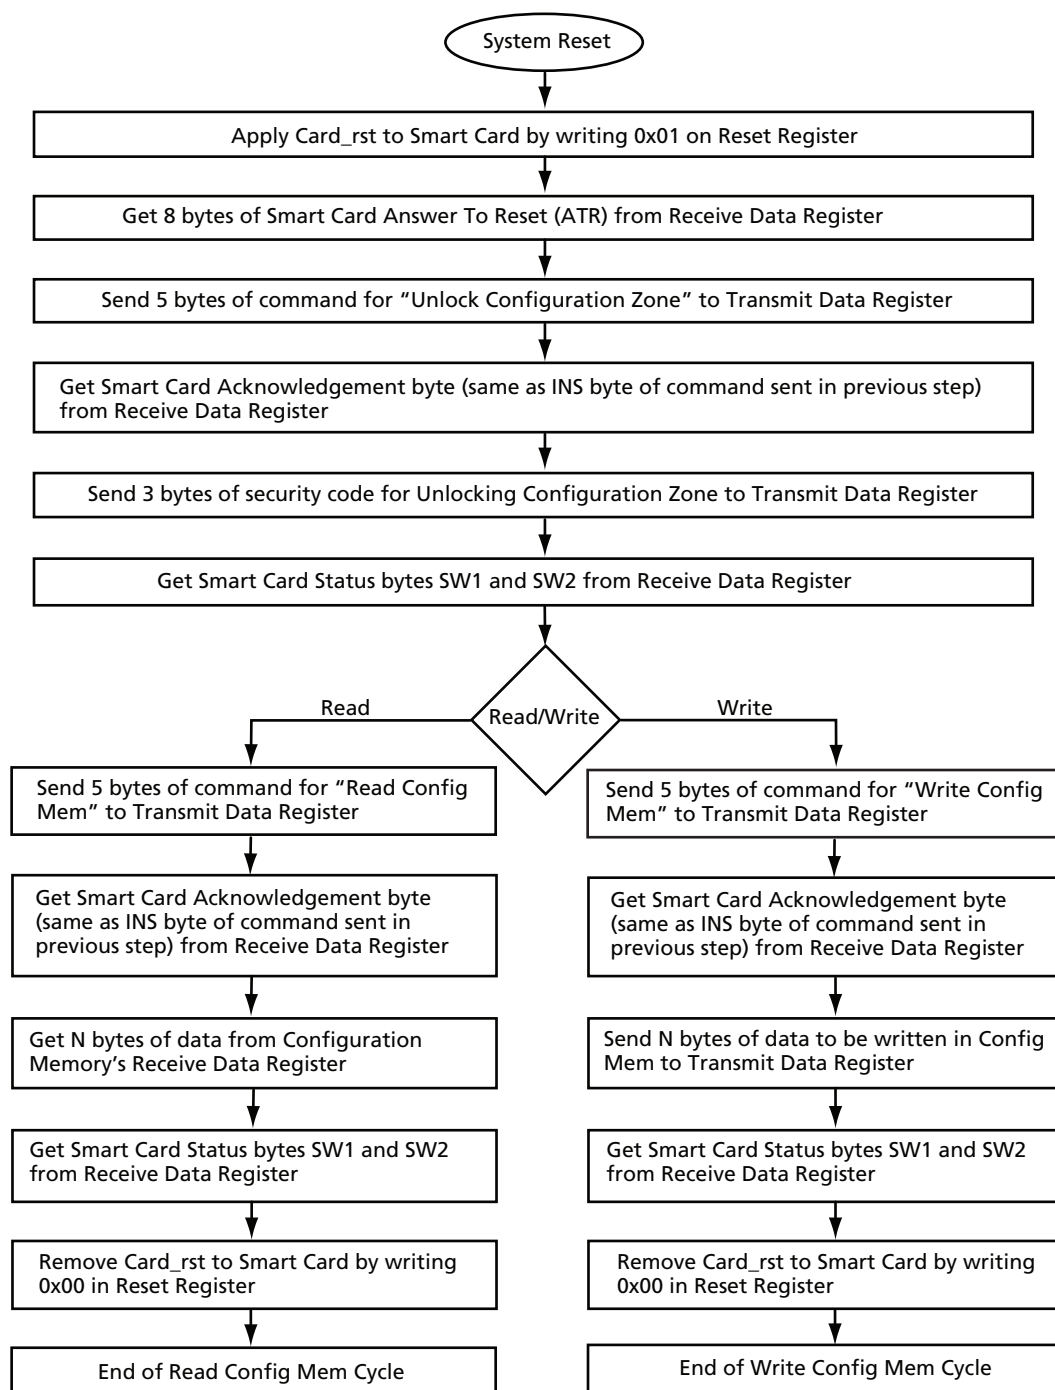 System Reset
Apply Card_rst to Smart Card by writing 0x01 on Reset Register
Get 8 bytes of Smart Card Answer To Reset (ATR) from Receive Data Register
Send 5 bytes of command for “Unlock Configuration Zone” to Transmit Data Register
Get Smart Card Acknowledgement byte (same as INS byte of command sent in previous step)
from Receive Data Register
Send 3 bytes of security code for Unlocking Configuration Zone to Transmit Data Register
Get Smart Card Status bytes SW1 and SW2 from Receive Data Register
Read/Write
Read
Send 5 bytes of command for “Read Config
Mem” to Transmit Data Register
Get Smart Card Acknowledgement byte
(same as INS byte of command sent in
previous step) from Receive Data Register
Get N bytes of data from Configuration
Memory’s Receive Data Register
Get Smart Card Status bytes SW1 and SW2
from Receive Data Register
Remove Card_rst to Smart Card by writing
0x00 in Reset Register
End of Read Config Mem Cycle
Write
Send 5 bytes of command for “Write Config
Mem” to Transmit Data Register
Get Smart Card Acknowledgement byte
(same as INS byte of command sent in
previous step) from Receive Data Register
Send N bytes of data to be written in Config
Mem to Transmit Data Register
Get Smart Card Status bytes SW1 and SW2
from Receive Data Register
Remove Card_rst to Smart Card by writing
0x00 in Reset Register
End of Write Config Mem Cycle